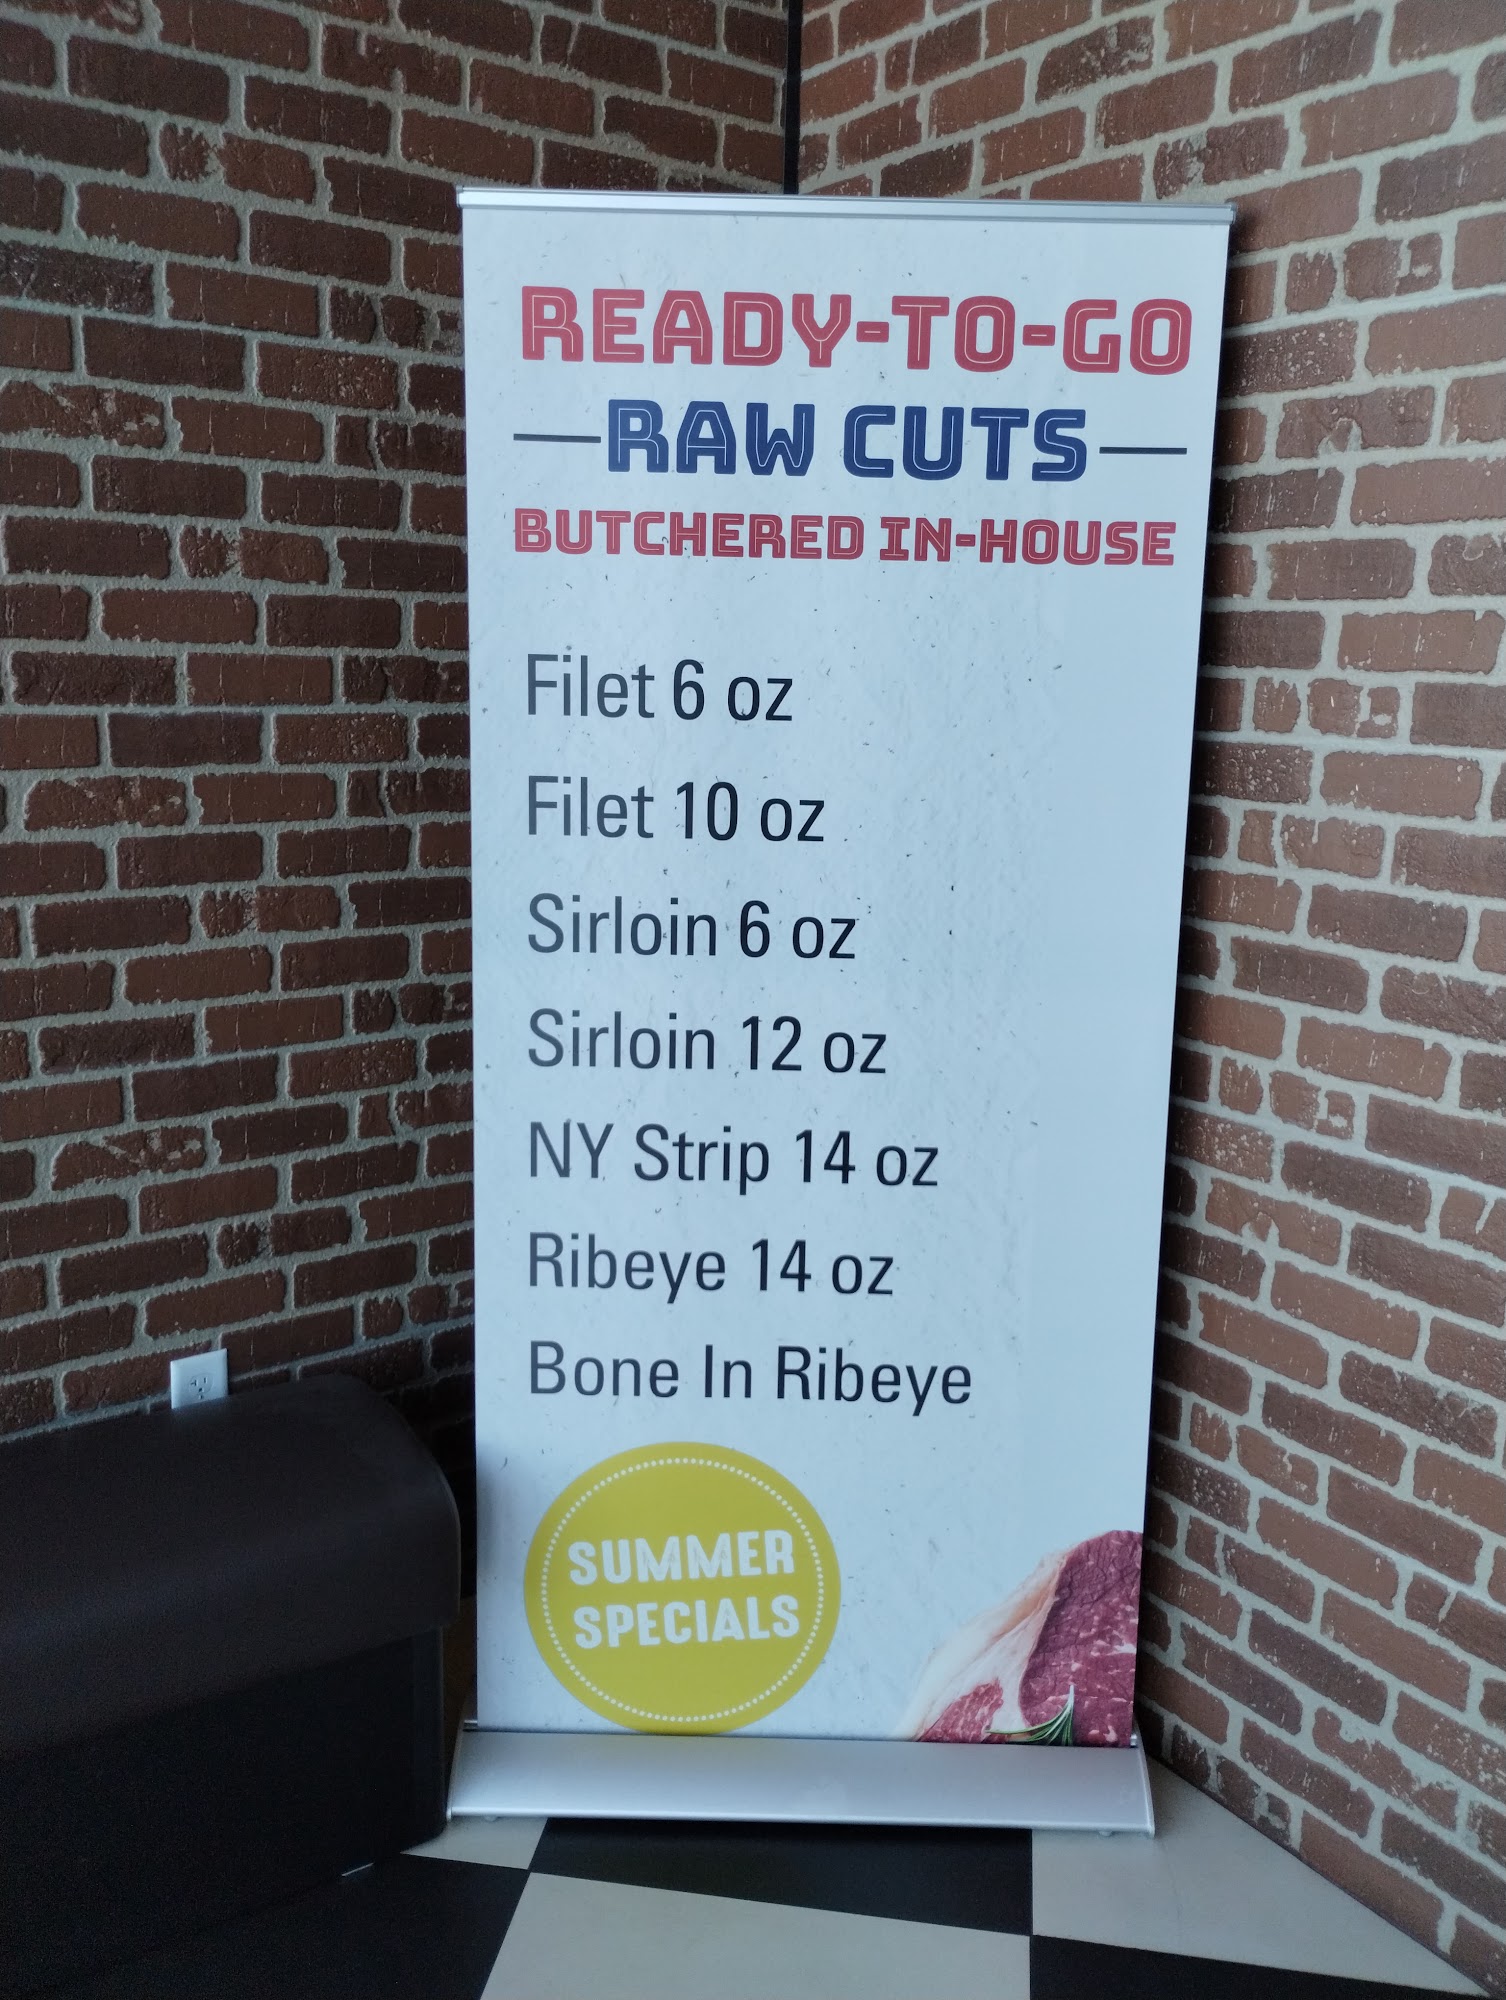 READY-TO-GO
RAW CUTS
BUTCHERED IN-HOUSE
Filet 6 oz
Filet 10 oz
Sirloin 6 oz
Sirloin 12 oz
NY Strip 14 oz
Ribeye 14 oz
Bone In Ribeye
SUMMER
SPECIALS